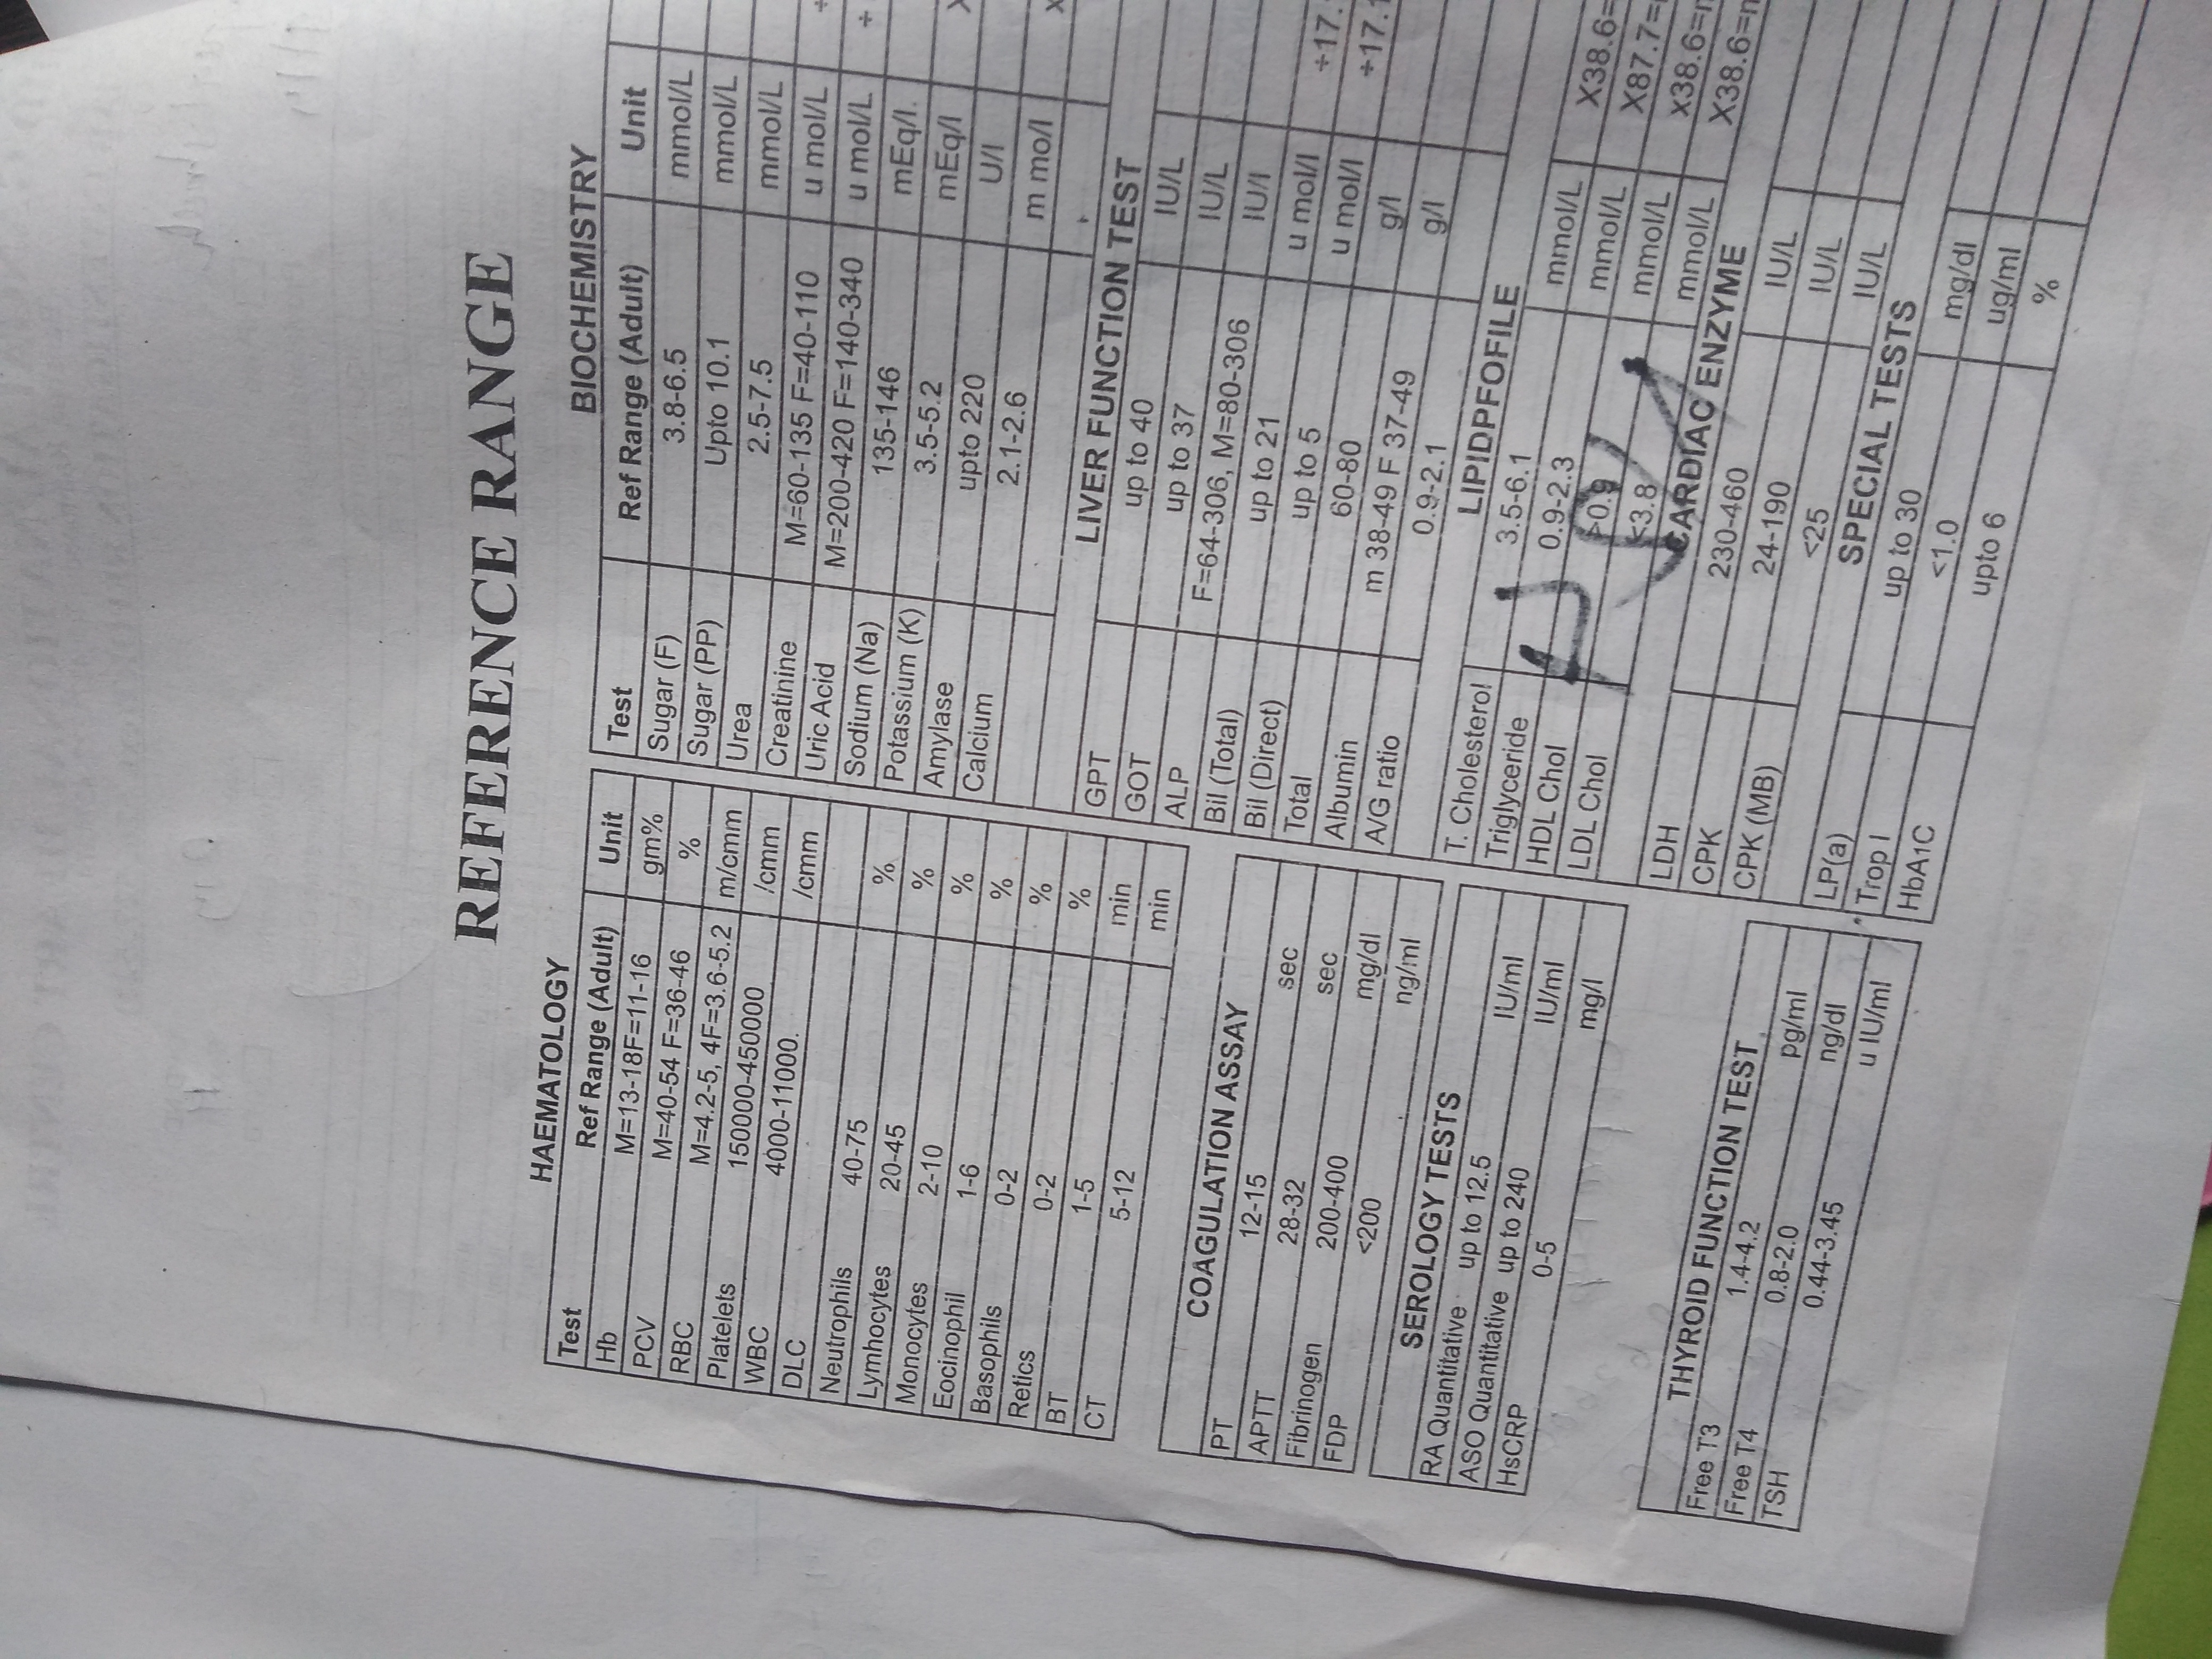 REFERENCE RANGE
HAEMATOLOGY
Test Ref Range (Adult) Unit
Hb M=13-18F=11-16 gm%
PCV M=40-54 F=36-46 %
RBC M=4.2-5, 4F=3.6-5.2 m/cmm
Platelets 150000-450000 /cmm
WBC 4000-11000. /cmm
DLC
Neutrophils 40-75 %
Lymhocytes 20-45 %
Monocytes 2-10 %
Eocinophil 1-6 %
Basophils 0-2 %
Retics 0-2 %
BT 1-5 min
CT 5-12 min
COAGULATION ASSAY
PT 12-15 sec
APTT 28-32 sec
Fibrinogen 200-400 mg/dl
FDP <200 ng/ml
SEROLOGY TESTS
RA Quantitative up to 12.5 IU/ml
ASO Quantitative up to 240 IU/ml
HsCRP 0-5 mg/l
THYROID FUNCTION TEST
Free T3 1.4-4.2 pg/ml
Free T4 0.8-2.0 ng/dl
TSH 0.44-3.45 u IU/ml
BIOCHEMISTRY
Test Ref Range (Adult) Unit
Sugar (F) 3.8-6.5 mmol/L
Sugar (PP) Upto 10.1 mmol/L
Urea 2.5-7.5 mmol/L
Creatinine M=60-135 F=40-110 u mol/L ÷
Uric Acid M=200-420 F=140-340 u mol/L ÷
Sodium (Na) 135-146 mEq/l.
Potassium (K) 3.5-5.2 mEq/l
Amylase upto 220 U/l
Calcium 2.1-2.6 m mo/l X
LIVER FUNCTION TEST
GPT up to 40 IU/L
GOT up to 37 IU/L
ALP F=64-306, M=80-306 IU/l
Bil (Total) up to 21 u mol/l ÷17.
Bil (Direct) up to 5 u mol/l ÷17.1
Total 60-80 g/l
Albumin m 38-49 F 37-49 g/l
A/G ratio 0.9-2.1
LIPIDPFOFILE
T. Cholesterol 3.5-6.1 mmol/L X38.6=
Triglyceride 0.9-2.3 mmol/L X87.7=
HDL Chol >0.9 mmol/L x38.6=
LDL Chol <3.8 mmol/L X38.6=
CARDIAC ENZYME
LDH 230-460 IU/L
CPK 24-190 IU/L
CPK (MB) <25 IU/L
SPECIAL TESTS
LP(a) up to 30 mg/dl
Trop I <1.0 ug/ml
HbA1C upto 6 %